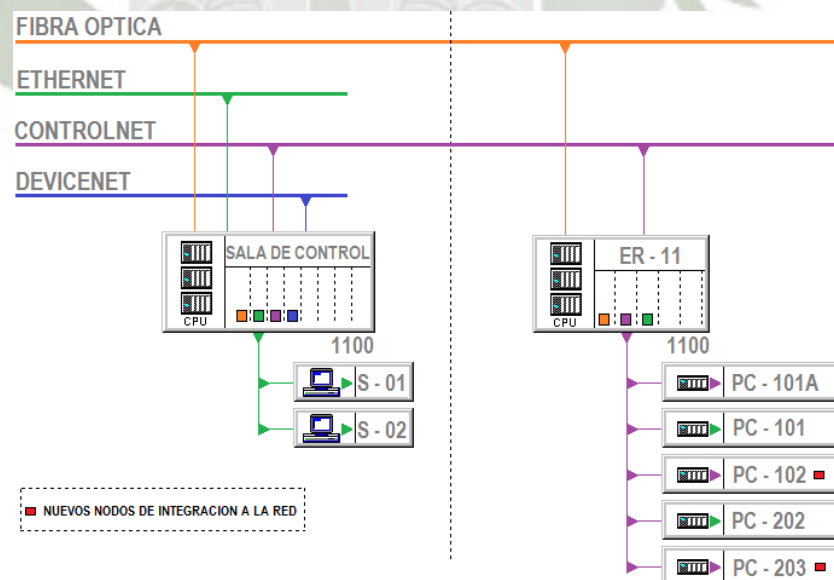 FIBRA OPTICA
ETHERNET
CONTROLNET
DEVICENET
SALA DE CONTROL
CPU
1100
S - 01
S - 02
NUEVOS NODOS DE INTEGRACION A LA RED
ER - 11
CPU
1100
PC - 101A
PC - 101
PC - 102
PC - 202
PC - 203